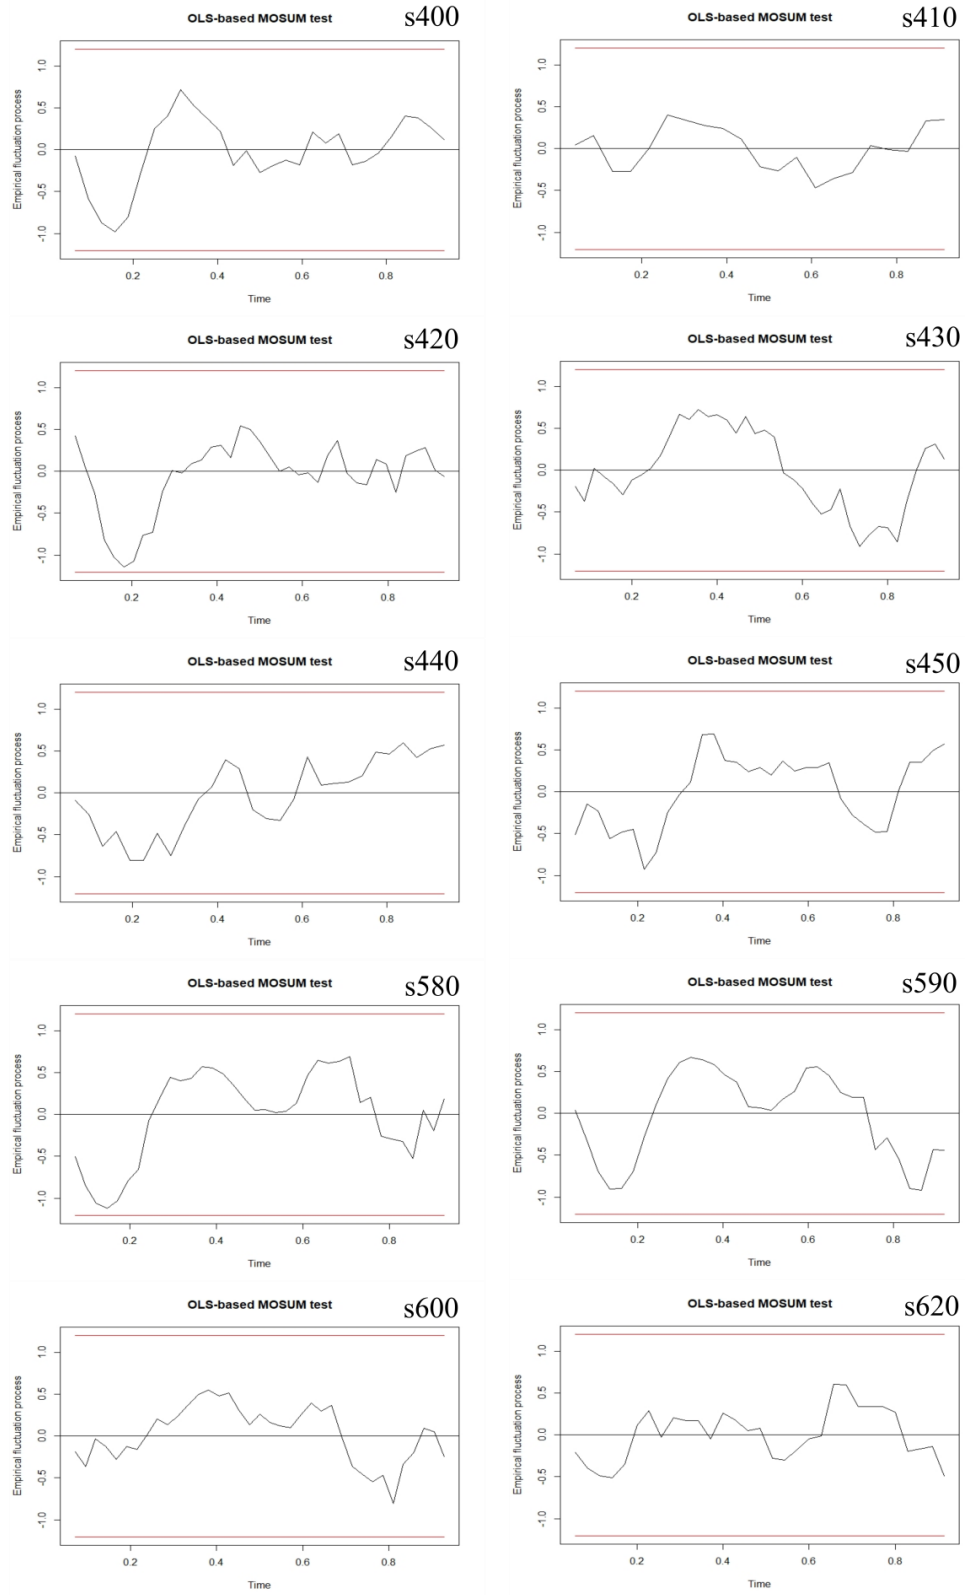 OLS-based MOSUM test s400
Empirical fluctuation process
1.0
0.5
0.0
-0.5
-1.0
0.2 0.4 0.6 0.8
Time
OLS-based MOSUM test s410
Empirical fluctuation process
1.0
0.5
0.0
-0.5
-1.0
0.2 0.4 0.6 0.8
Time
OLS-based MOSUM test s420
Empirical fluctuation process
1.0
0.5
0.0
-0.5
-1.0
0.2 0.4 0.6 0.8
Time
OLS-based MOSUM test s430
Empirical fluctuation process
1.0
0.5
0.0
-0.5
-1.0
0.2 0.4 0.6 0.8
Time
OLS-based MOSUM test s440
Empirical fluctuation process
1.0
0.5
0.0
-0.5
-1.0
0.2 0.4 0.6 0.8
Time
OLS-based MOSUM test s450
Empirical fluctuation process
1.0
0.5
0.0
-0.5
-1.0
0.2 0.4 0.6 0.8
Time
OLS-based MOSUM test s580
Empirical fluctuation process
1.0
0.5
0.0
-0.5
-1.0
0.2 0.4 0.6 0.8
Time
OLS-based MOSUM test s590
Empirical fluctuation process
1.0
0.5
0.0
-0.5
-1.0
0.2 0.4 0.6 0.8
Time
OLS-based MOSUM test s600
Empirical fluctuation process
1.0
0.5
0.0
-0.5
-1.0
0.2 0.4 0.6 0.8
Time
OLS-based MOSUM test s620
Empirical fluctuation process
1.0
0.5
0.0
-0.5
-1.0
0.2 0.4 0.6 0.8
Time